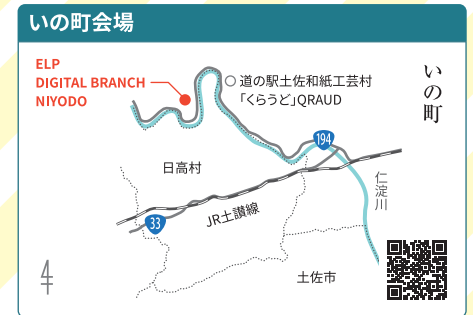 いの町会場
ELP
DIGITAL BRANCH
NIYODO
道の駅土佐和紙工芸村
「くらうど」QRAUD
いの町
194
日高村
仁淀川
JR土讃線
33
土佐市
4